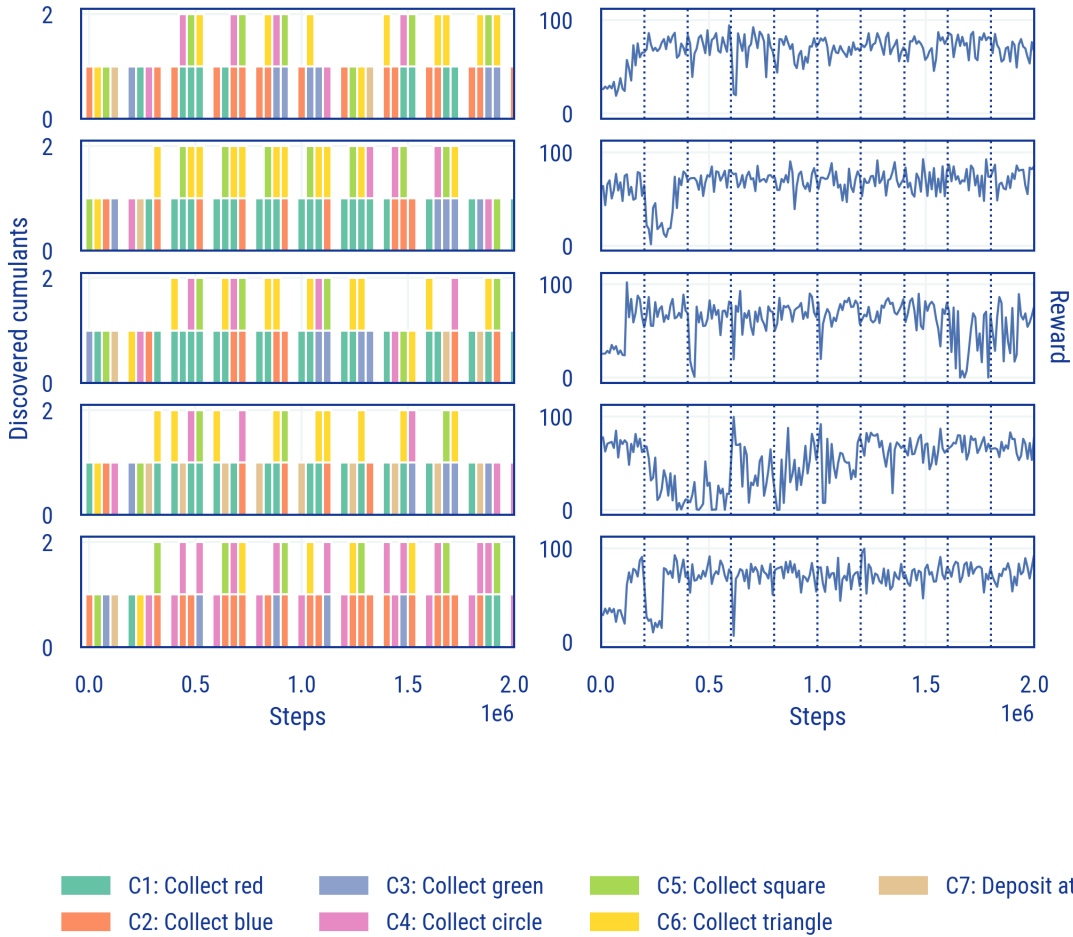 2
0
100
0
2
0
100
0
2
0
100
0
2
0
100
0
2
0
100
0
Discovered cumulants
Reward
0.0 0.5 1.0 1.5 2.0
1e6
Steps
0.0 0.5 1.0 1.5 2.0
1e6
Steps
C1: Collect red
C3: Collect green
C5: Collect square
C7: Deposit at
C2: Collect blue
C4: Collect circle
C6: Collect triangle